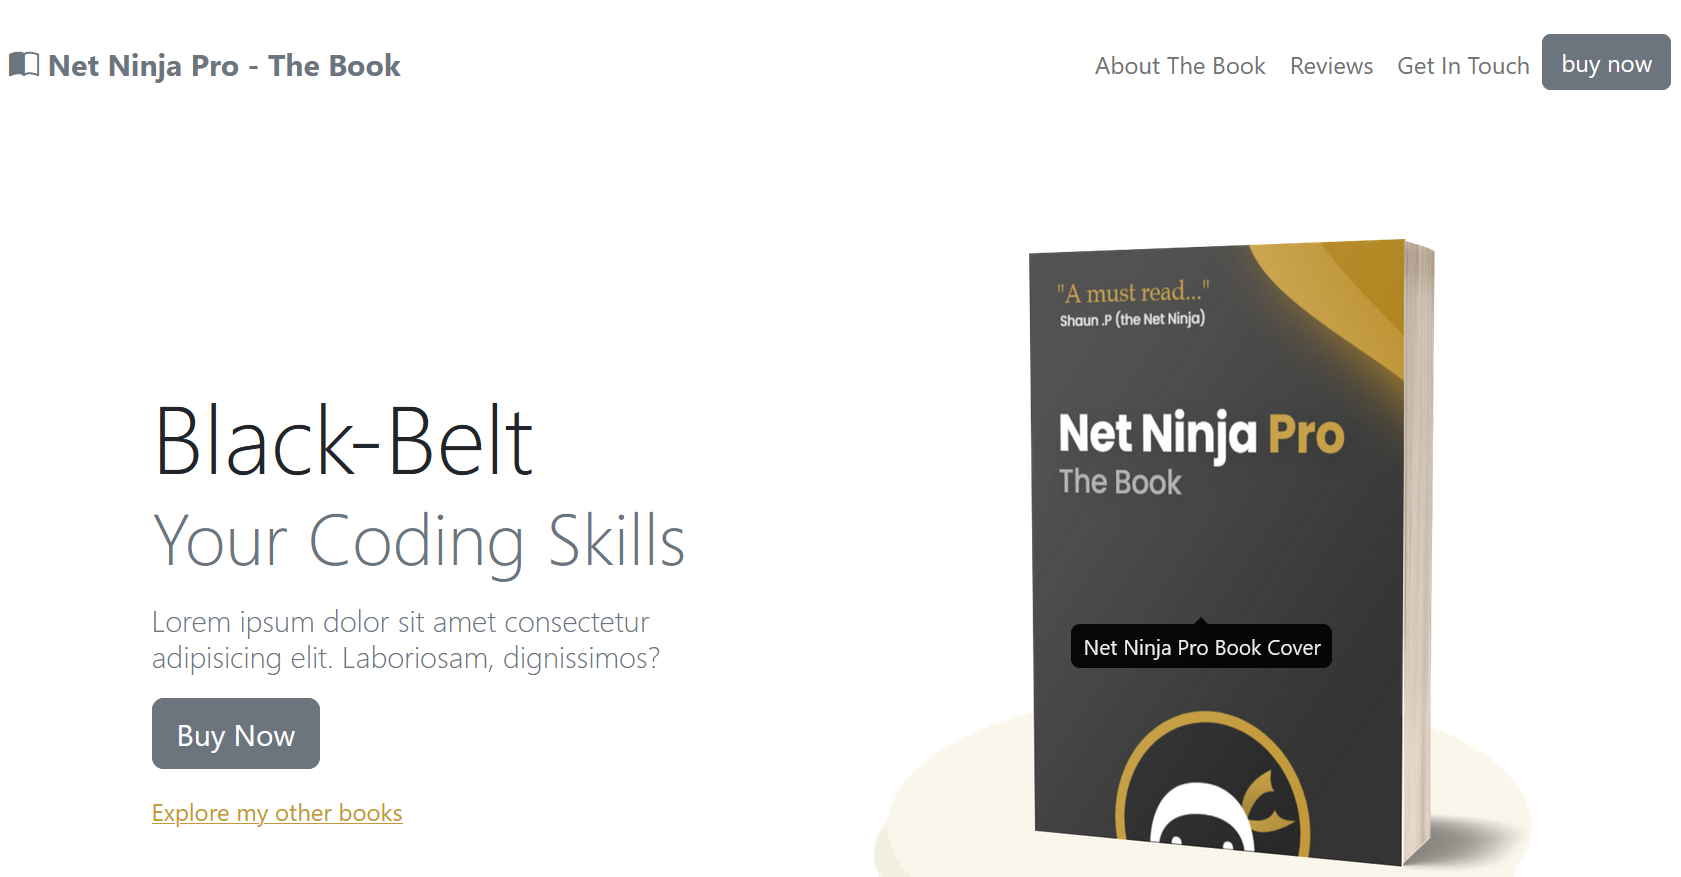 Net Ninja Pro - The Book
About The Book
Reviews
Get In Touch
buy now
Black-Belt
Your Coding Skills
Lorem ipsum dolor sit amet consectetur
adipisicing elit. Laboriosam, dignissimos?
Buy Now
Explore my other books
"A must read..."
Shaun .P (the Net Ninja)
Net Ninja Pro
The Book
Net Ninja Pro Book Cover